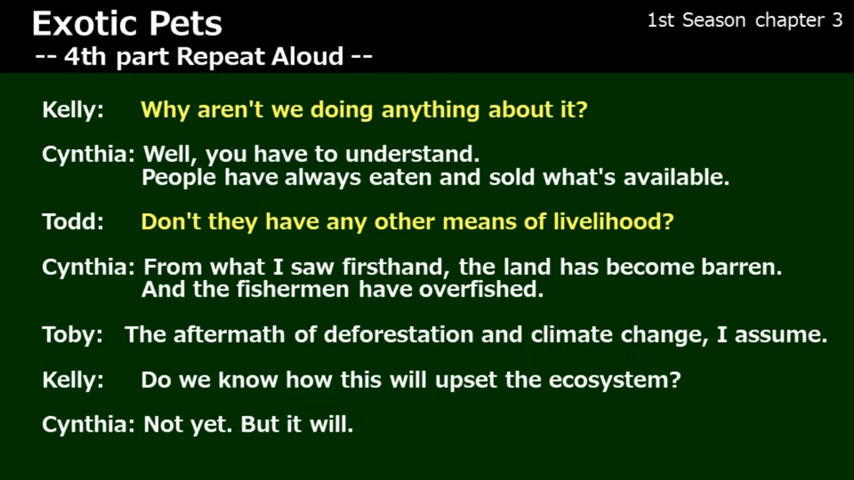 Exotic Pets
1st Season chapter 3
-- 4th part Repeat Aloud --
Kelly: Why aren't we doing anything about it?
Cynthia: Well, you have to understand.
People have always eaten and sold what's available.
Todd: Don't they have any other means of livelihood?
Cynthia: From what I saw firsthand, the land has become barren.
And the fishermen have overfished.
Toby: The aftermath of deforestation and climate change, I assume.
Kelly: Do we know how this will upset the ecosystem?
Cynthia: Not yet. But it will.